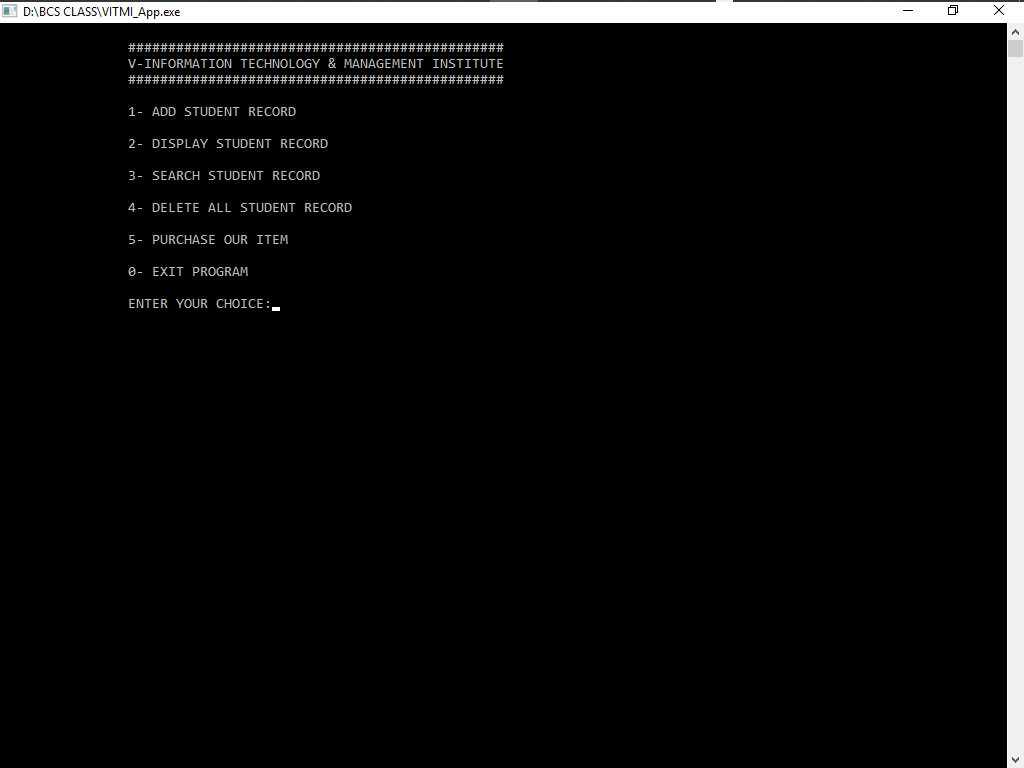 D:\BCS CLASS\VITMI_App.exe
###############################################
V-INFORMATION TECHNOLOGY & MANAGEMENT INSTITUTE
###############################################
1- ADD STUDENT RECORD
2- DISPLAY STUDENT RECORD
3- SEARCH STUDENT RECORD
4- DELETE ALL STUDENT RECORD
5- PURCHASE OUR ITEM
0- EXIT PROGRAM
ENTER YOUR CHOICE: